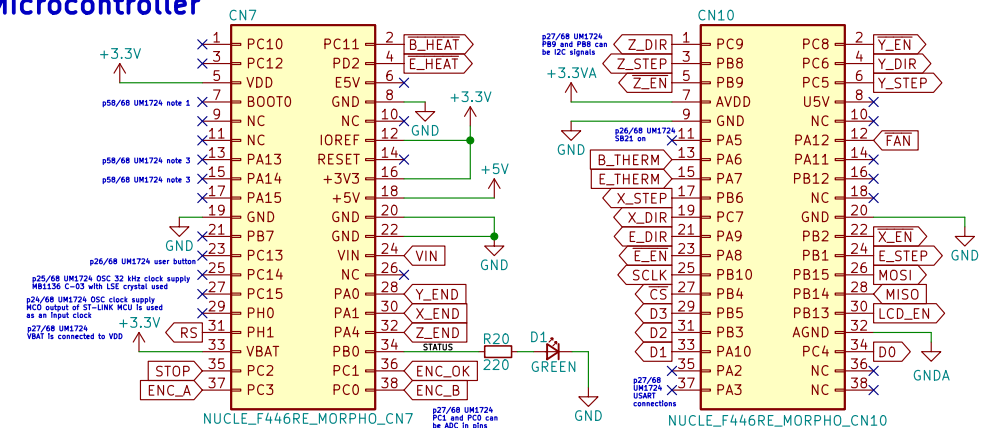 Microcontroller
CN7
+3.3V
1 PC10 PC11 2 B_HEAT
3 PC12 PD2 4 E_HEAT
5 VDD E5V 6
p58/68 UM1724 note 1 7 BOOT0 GND 8 GND
+3.3V
9 NC NC 10
11 NC IOREF 12
p58/68 UM1724 note 3 13 PA13 RESET 14
p58/68 UM1724 note 3 15 PA14 +3V3 16
+5V
17 PA15 +5V 18
GND 19 GND GND 20
21 PB7 GND 22 GND
p26/68 UM1724 user button 23 PC13 VIN 24 VIN
25 PC14 NC 26
p25/68 UM1724 OSC 32 kHz clock supply
MB1136 C-03 with LSE crystal used
27 PC15 PA0 28 Y_END
p24/68 UM1724 OSC clock supply
MCO output of ST-LINK MCU is used
as an input clock
29 PH0 PA1 30 X_END
+3.3V
RS 31 PH1 PA4 32 Z_END
p27/68 UM1724
VBAT is connected to VDD
33 VBAT PB0 34 STATUS R20 220 D1 GREEN GND
STOP 35 PC2 PC1 36 ENC_OK
ENC_A 37 PC3 PC0 38 ENC_B
NUCLE_F446RE_MORPHO_CN7
p27/68 UM1724
PC1 and PC0 can
be ADC in pins
CN10
p27/68 UM1724
PB9 and PB8 can
be I2C signals
Z_DIR 1 PC9 PC8 2 Y_EN
Z_STEP 3 PB8 PC6 4 Y_DIR
Z_EN 5 PB9 PC5 6 Y_STEP
+3.3VA
7 AVDD U5V 8
GND 9 GND NC 10
p26/68 UM1724
SB21 on
11 PA5 PA12 12 FAN
B_THERM 13 PA6 PA11 14
E_THERM 15 PA7 PB12 16
X_STEP 17 PB6 NC 18
X_DIR 19 PC7 GND 20 GND
E_DIR 21 PA9 PB2 22 X_EN
E_EN 23 PA8 PB1 24 E_STEP
SCLK 25 PB10 PB15 26 MOSI
CS 27 PB4 PB14 28 MISO
D3 29 PB5 PB13 30 LCD_EN
D2 31 PB3 AGND 32 GNDA
D1 33 PA10 PC4 34 D0
35 PA2 NC 36
37 PA3 NC 38
p27/68
UM1724
USART
connections
NUCLE_F446RE_MORPHO_CN10